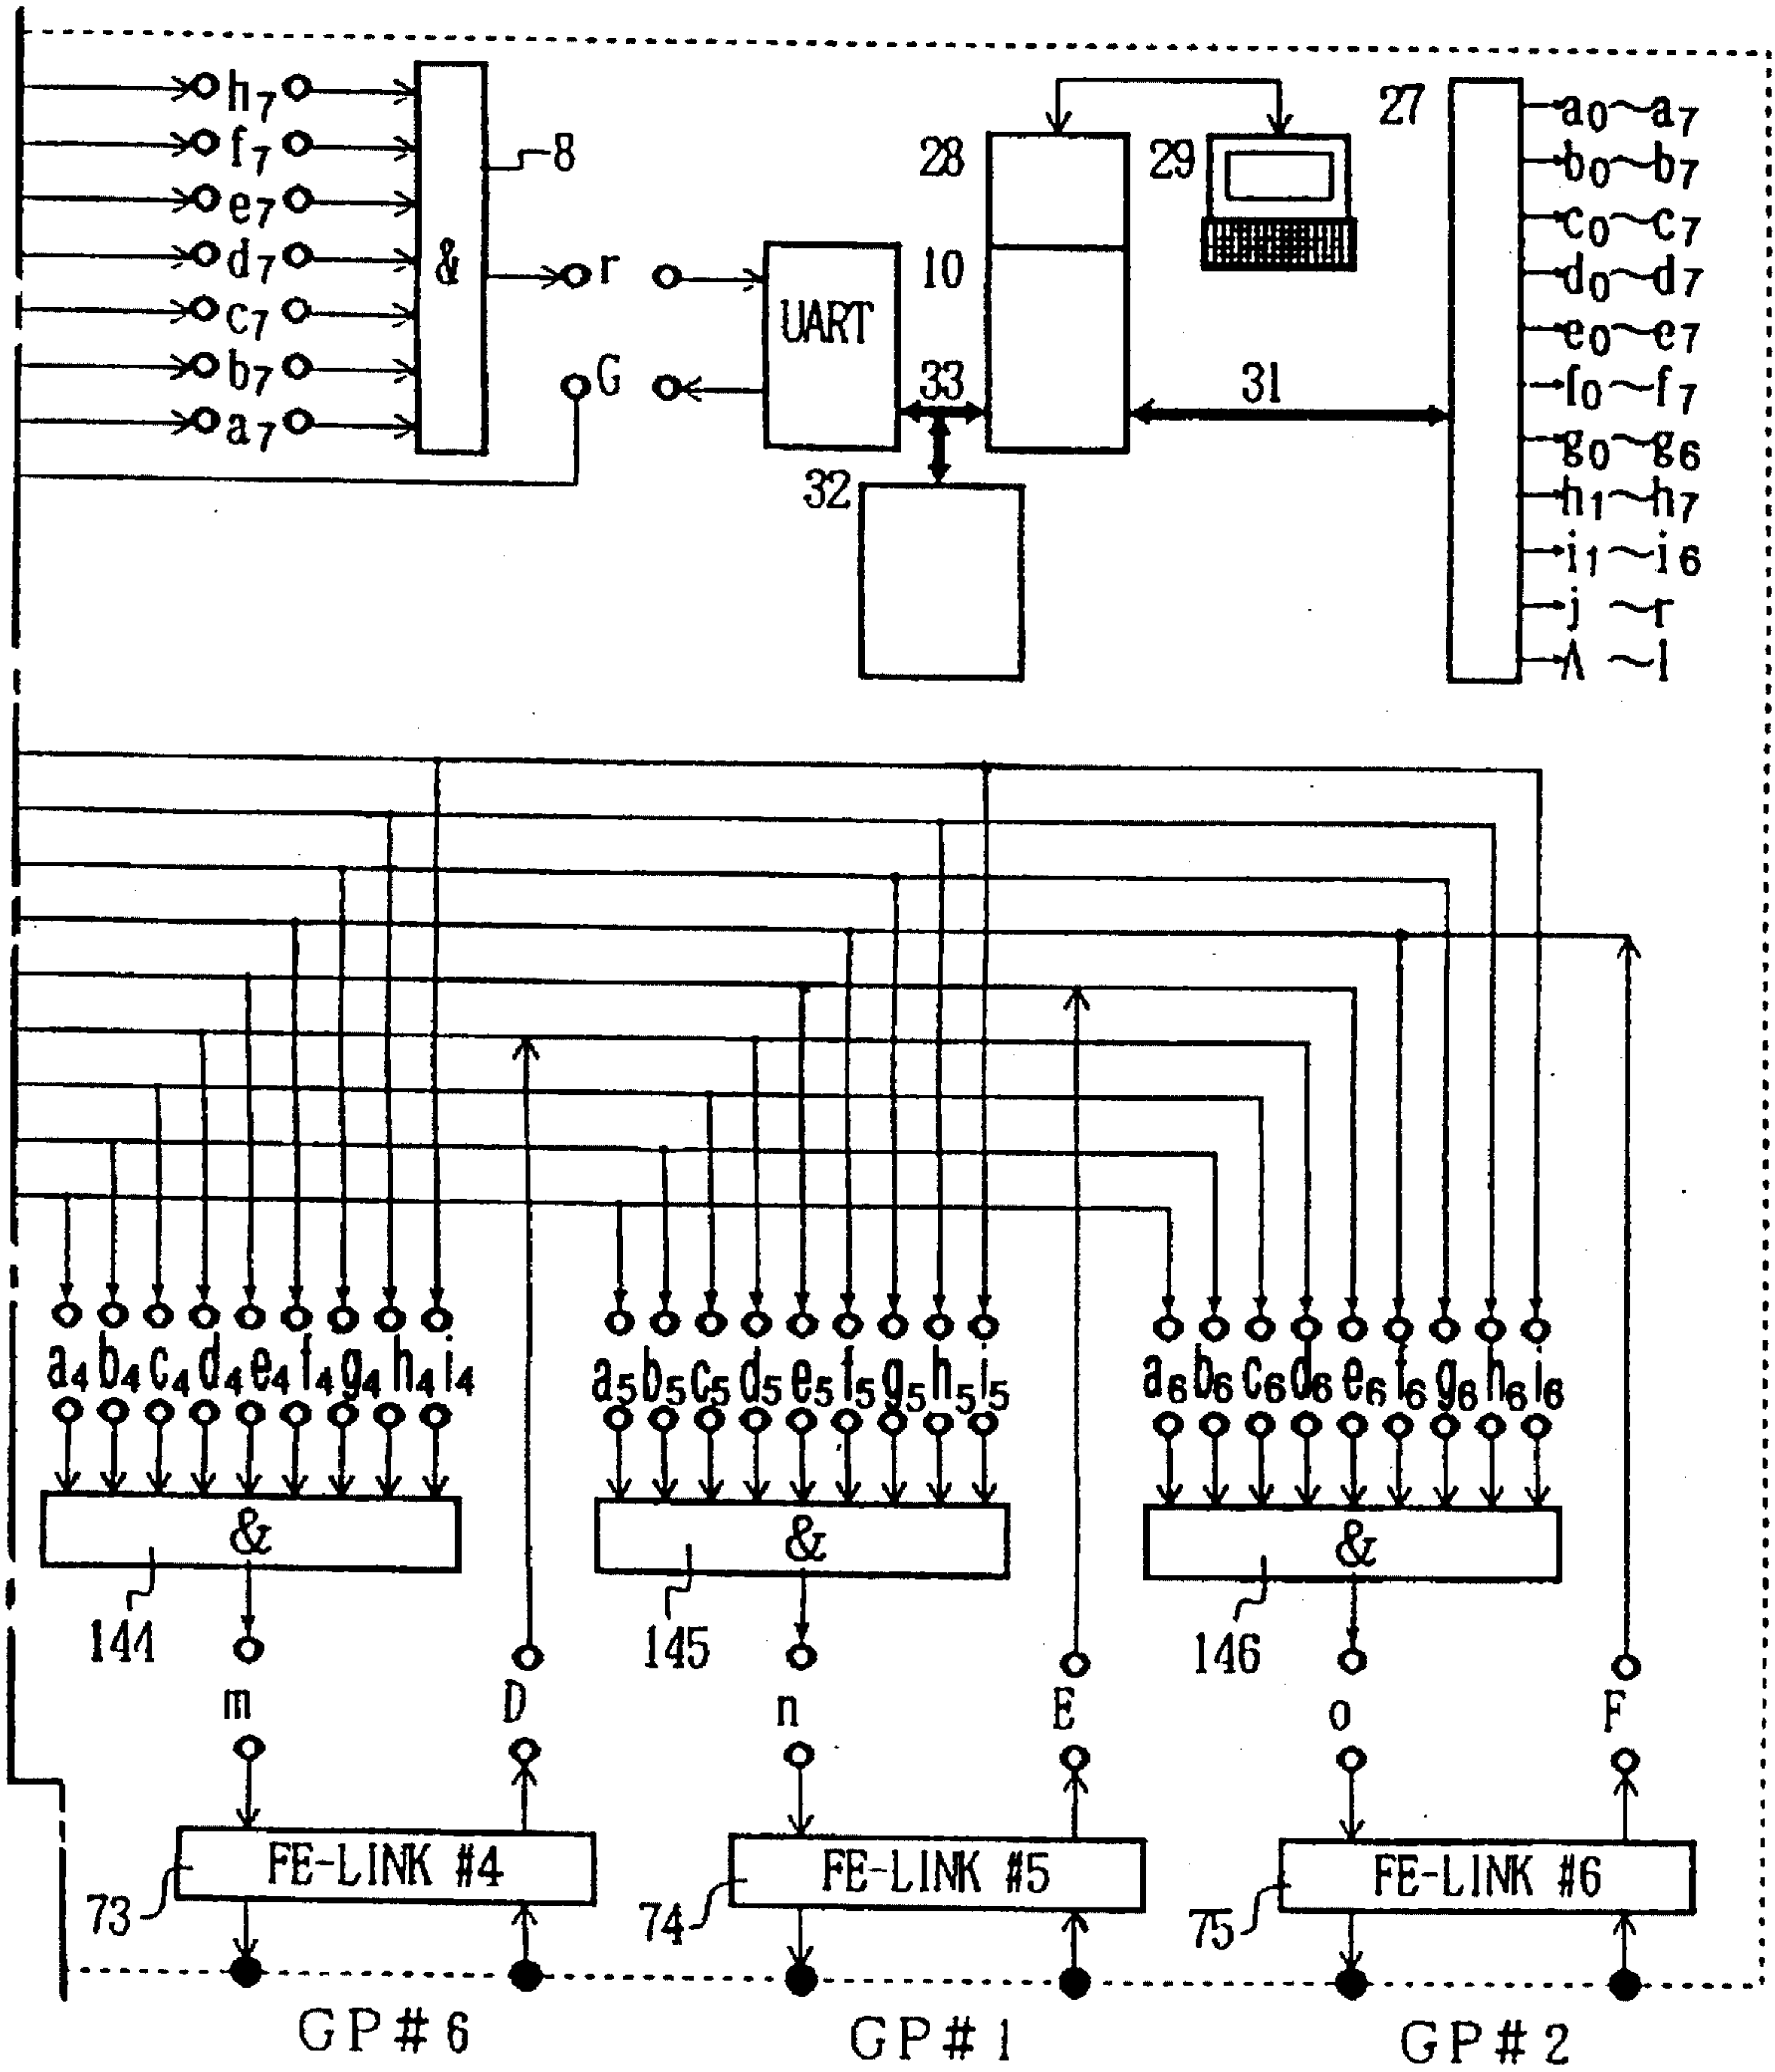 h7
f7
e7
d7
c7
b7
a7
&
8
r
G
UART
33
32
28
10
29
31
27
a0~a7
b0~b7
c0~c7
d0~d7
e0~e7
f0~f7
g0~g6
h1~h7
i1~i6
j ~r
a4 b4 c4 d4 e4 f4 g4 h4 i4
a5 b5 c5 d5 e5 f5 g5 h5 i5
a6 b6 c6 d6 e6 f6 g6 h6 i6
&
&
&
144
145
146
m
D
n
E
o
F
FE-LINK #4
FE-LINK #5
FE-LINK #6
73
74
75
GP#6
GP#1
GP#2